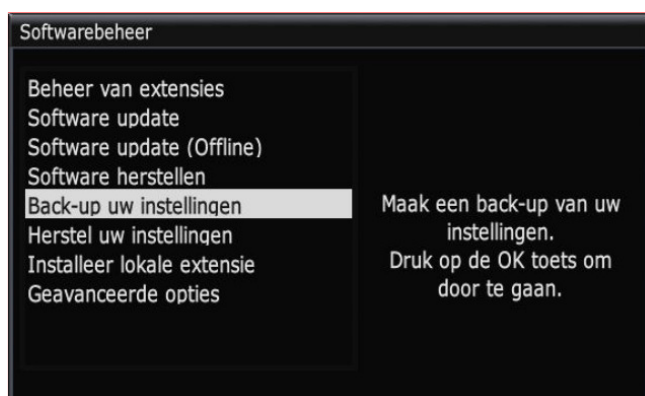 Softwarebeheer
Beheer van extensies
Software update
Software update (Offline)
Software herstellen
Back-up uw instellingen
Herstel uw instellingen
Installeer lokale extensie
Geavanceerde opties
Maak een back-up van uw
instellingen.
Druk op de OK toets om
door te gaan.